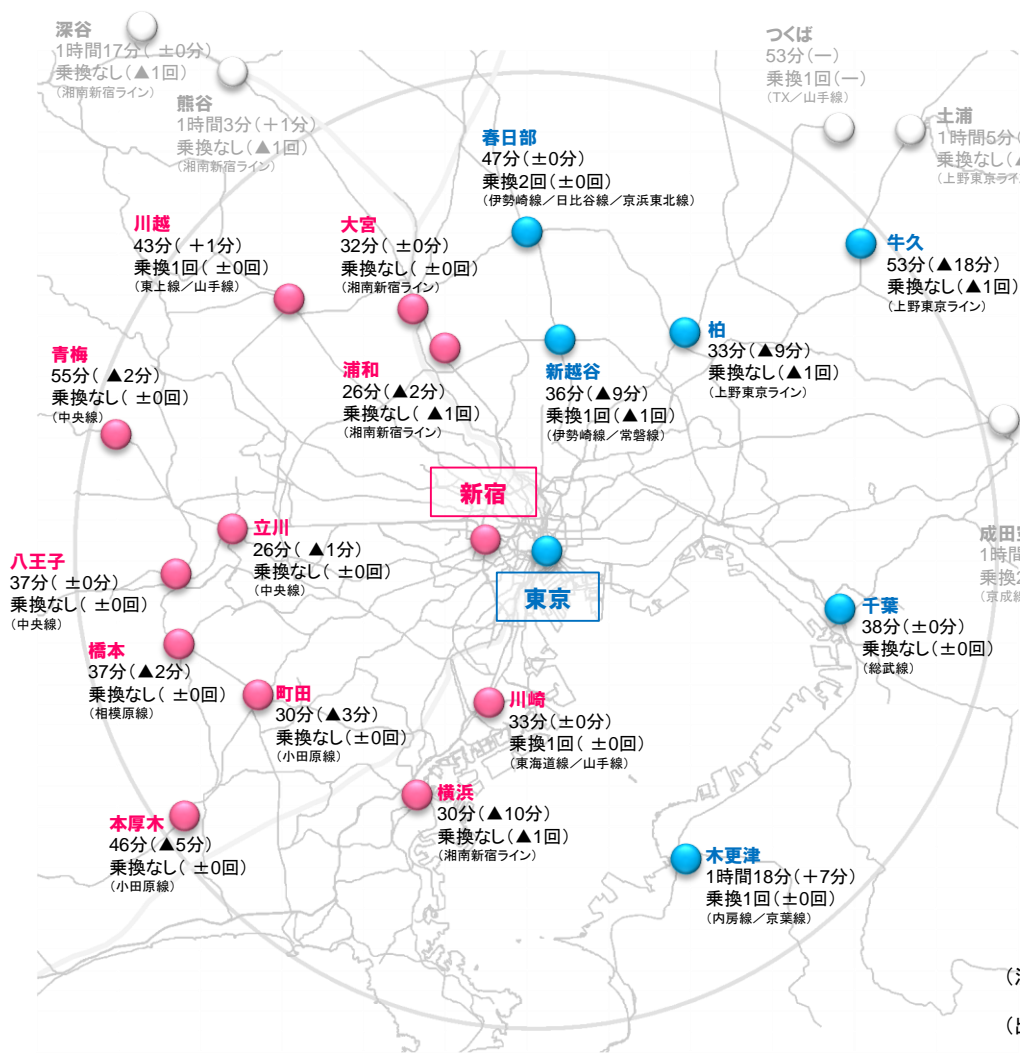 深谷
1時間17分( ±0分)
乗換なし(▲1回)
(湘南新宿ライン)
熊谷
1時間3分(+1分)
乗換なし(▲1回)
(湘南新宿ライン)
つくば
53分(―)
乗換1回(―)
(TX/山手線)
土浦
1時間5分(
乗換なし(▲
(上野東京ライ
春日部
47分(±0分)
乗換2回(±0回)
(伊勢崎線/日比谷線/京浜東北線)
川越
43分( +1分)
乗換1回( ±0回)
(東上線/山手線)
大宮
32分( ±0分)
乗換なし(±0回)
(湘南新宿ライン)
牛久
53分(▲18分)
乗換なし(▲1回)
(上野東京ライン)
柏
33分(▲9分)
乗換なし(▲1回)
(上野東京ライン)
青梅
55分( ▲2分)
乗換なし( ±0回)
(中央線)
浦和
26分(▲2分)
乗換なし( ▲1回)
(湘南新宿ライン)
新越谷
36分(▲9分)
乗換1回(▲1回)
(伊勢崎線/常磐線)
新宿
立川
26分( ▲1分)
乗換なし( ±0回)
(中央線)
東京
成田空
1時間
乗換2
(京成線
八王子
37分( ±0分)
乗換なし( ±0回)
(中央線)
千葉
38分(±0分)
乗換なし(±0回)
(総武線)
橋本
37分(▲2分)
乗換なし( ±0回)
(相模原線)
町田
30分(▲3分)
乗換なし(±0回)
(小田原線)
川崎
33分(±0分)
乗換1回( ±0回)
(東海道線/山手線)
横浜
30分(▲10分)
乗換なし(▲1回)
(湘南新宿ライン)
本厚木
46分(▲5分)
乗換なし( ±0回)
(小田原線)
木更津
1時間18分(+7分)
乗換1回(±0回)
(内房線/京葉線)